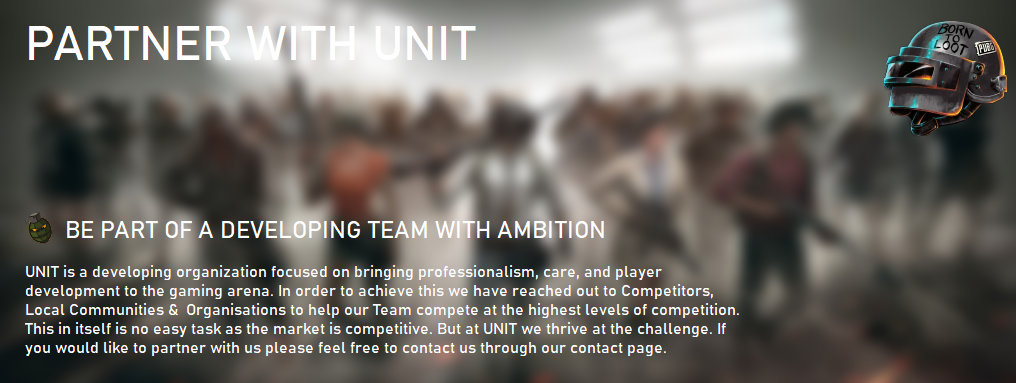 PARTNER WITH UNIT
BORN
TO
LOOT
PUBG
BE PART OF A DEVELOPING TEAM WITH AMBITION
UNIT is a developing organization focused on bringing professionalism, care, and player
development to the gaming arena. In order to achieve this we have reached out to Competitors,
Local Communities & Organisations to help our Team compete at the highest levels of competition.
This in itself is no easy task as the market is competitive. But at UNIT we thrive at the challenge. If
you would like to partner with us please feel free to contact us through our contact page.